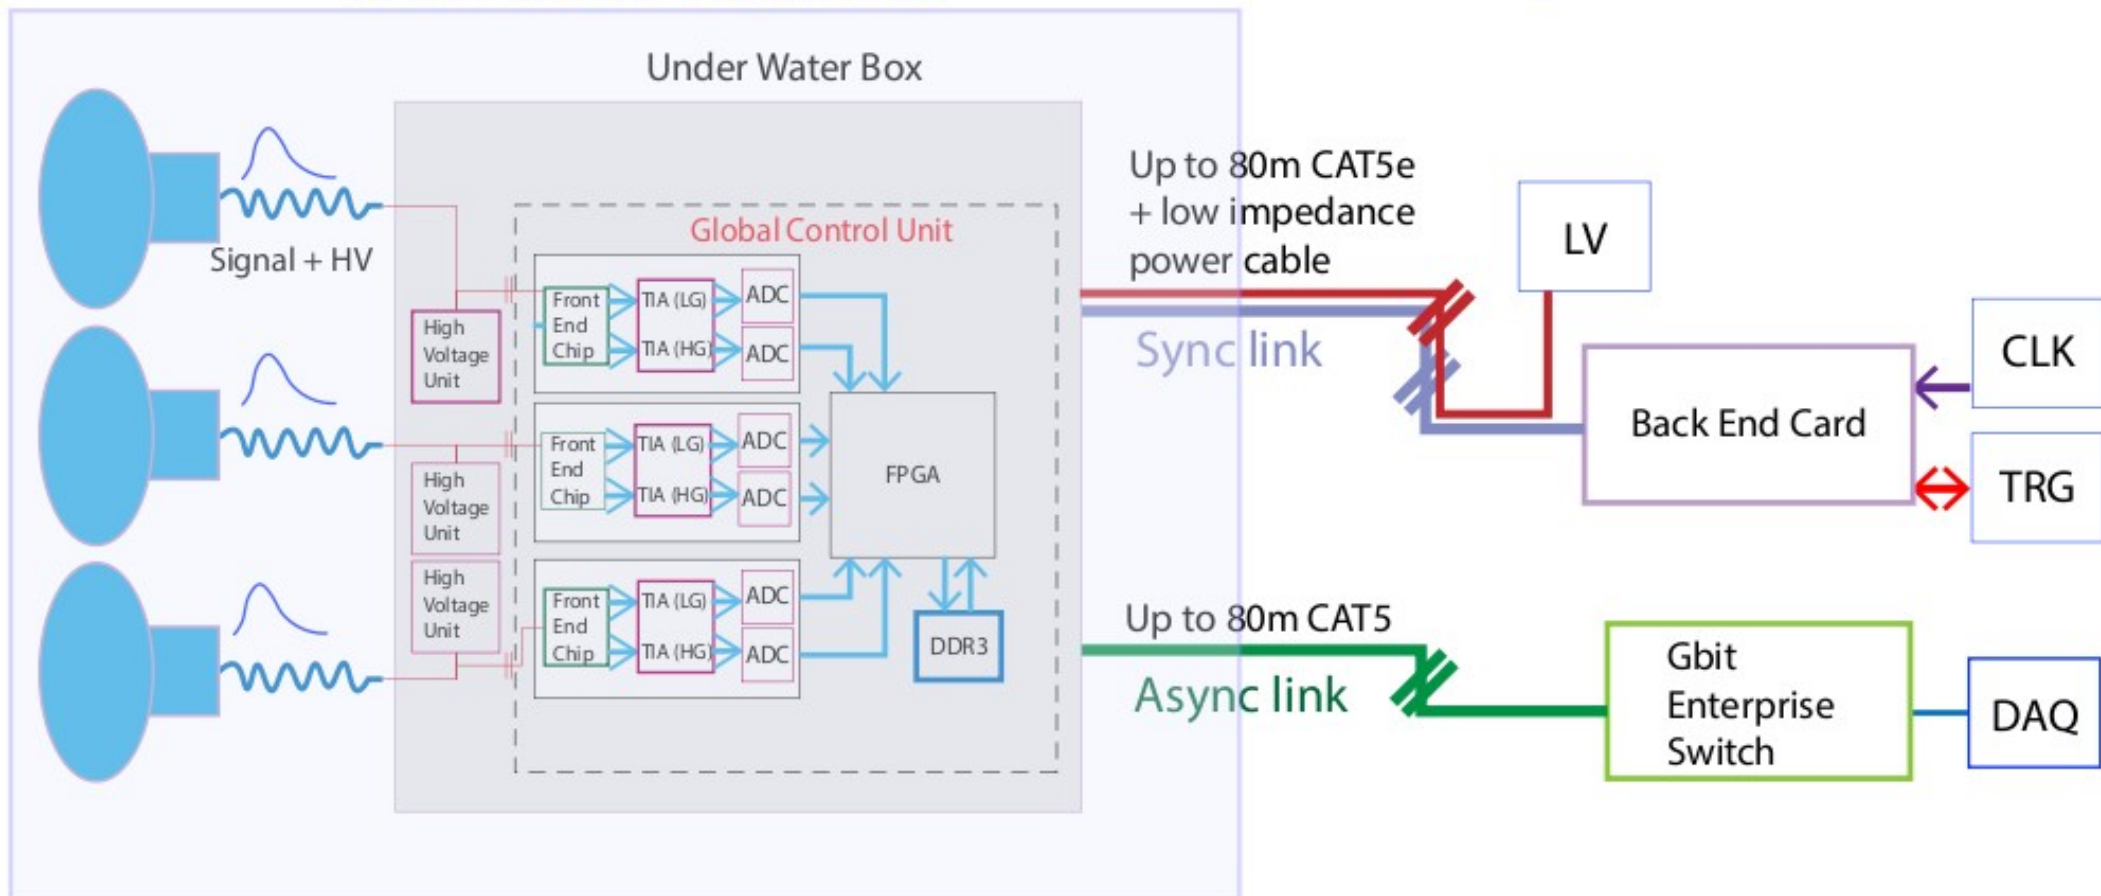 Under Water Box
Signal + HV
Global Control Unit
High
Voltage
Unit
Front
End
Chip
TIA (LG)
TIA (HG)
ADC
ADC
High
Voltage
Unit
Front
End
Chip
TIA (LG)
TIA (HG)
ADC
ADC
High
Voltage
Unit
Front
End
Chip
TIA (LG)
TIA (HG)
ADC
ADC
FPGA
DDR3
Up to 80m CAT5e
+ low impedance
power cable
Sync link
LV
Back End Card
CLK
TRG
Up to 80m CAT5
Async link
Gbit
Enterprise
Switch
DAQ